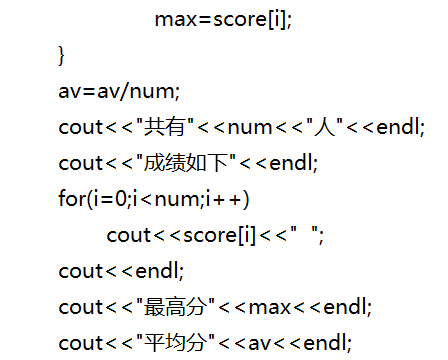 max=score[i];
}
av=av/num;
cout<<"共有"<<num<<"人"<<endl;
cout<<"成绩如下"<<endl;
for(i=0;i<num;i++)
cout<<score[i]<<"  ";
cout<<endl;
cout<<"最高分"<<max<<endl;
cout<<"平均分"<<av<<endl;